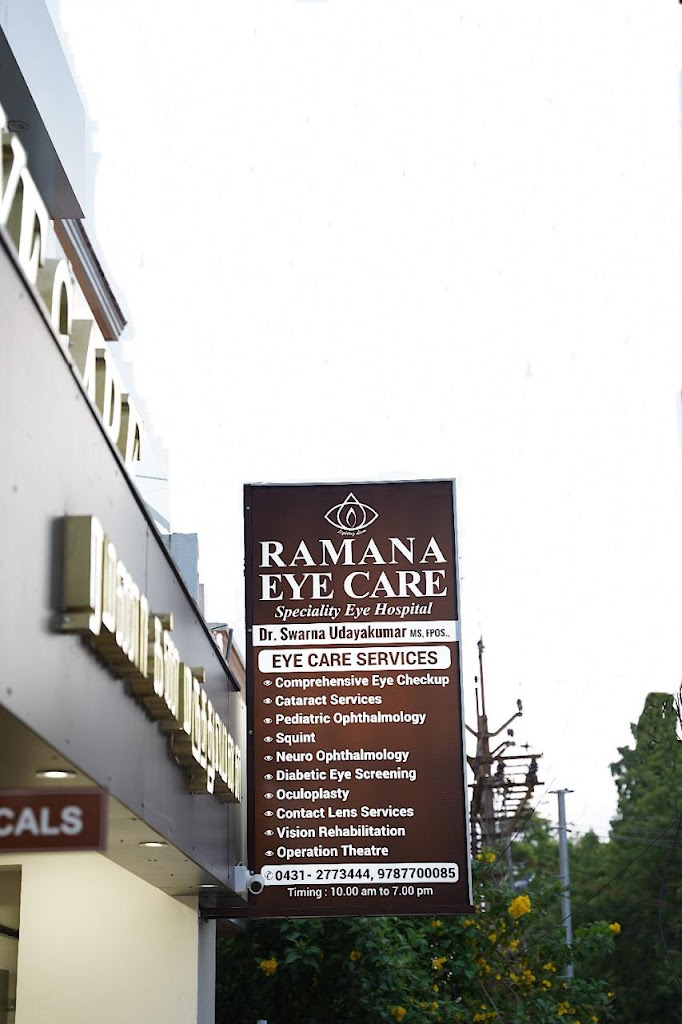 RAMANA
EYE CARE
Speciality Eye Hospital
Dr. Swarna Udayakumar MS, FPOS.,
EYE CARE SERVICES
Comprehensive Eye Checkup
Cataract Services
Pediatric Ophthalmology
Squint
Neuro Ophthalmology
Diabetic Eye Screening
Oculoplasty
Contact Lens Services
Vision Rehabilitation
Operation Theatre
✆0431- 2773444, 9787700085
Timing : 10.00 am to 7.00 pm
CALS